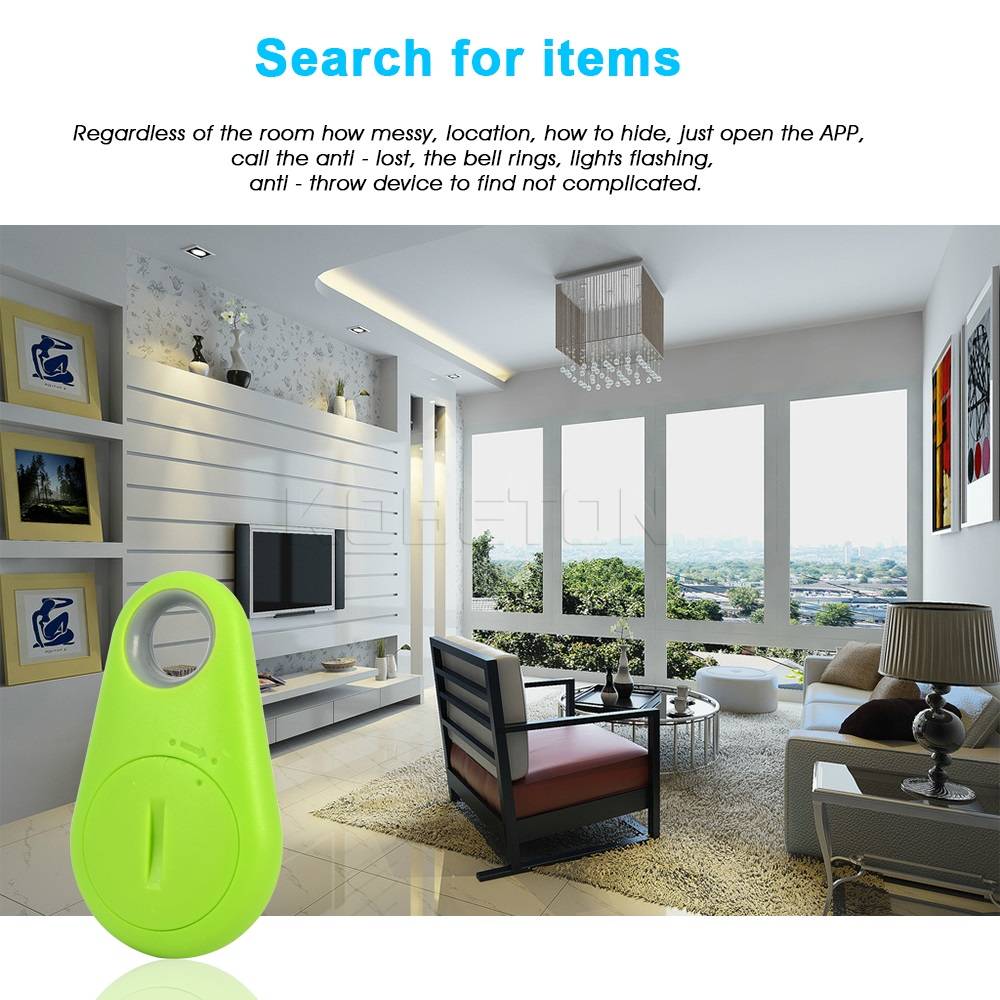 Search for items
Regardless of the room how messy, location, how to hide, just open the APP,
call the anti - lost, the bell rings, lights flashing,
anti - throw device to find not complicated.
KOBETON